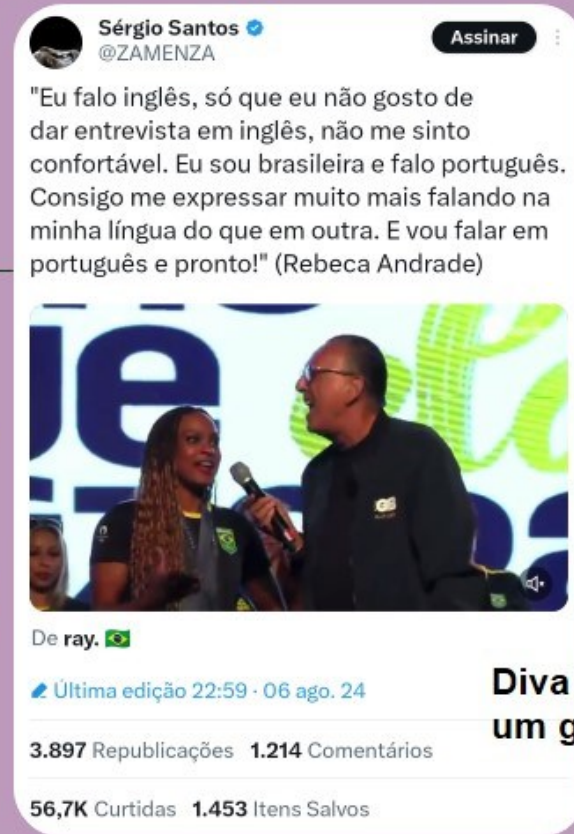 Sérgio Santos
@ZAMENZA
Assinar
"Eu falo inglês, só que eu não gosto de
dar entrevista em inglês, não me sinto
confortável. Eu sou brasileira e falo português.
Consigo me expressar muito mais falando na
minha língua do que em outra. E vou falar em
português e pronto!" (Rebeca Andrade)
De ray. 🇧🇷
Última edição 22:59 · 06 ago. 24
Diva
um g
3.897 Republicações 1.214 Comentários
56,7K Curtidas 1.453 Itens Salvos